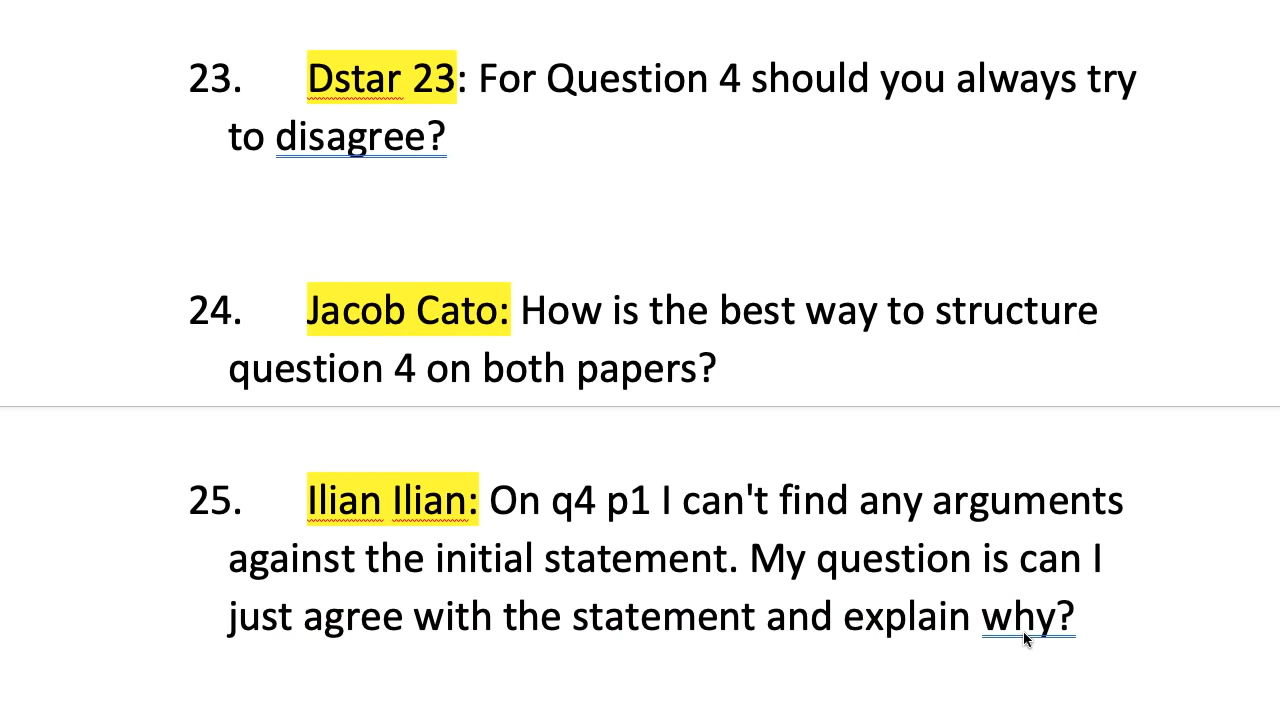 23. Dstar 23: For Question 4 should you always try
to disagree?
24. Jacob Cato: How is the best way to structure
question 4 on both papers?
25. Ilian Ilian: On q4 p1 I can't find any arguments
against the initial statement. My question is can I
just agree with the statement and explain why?